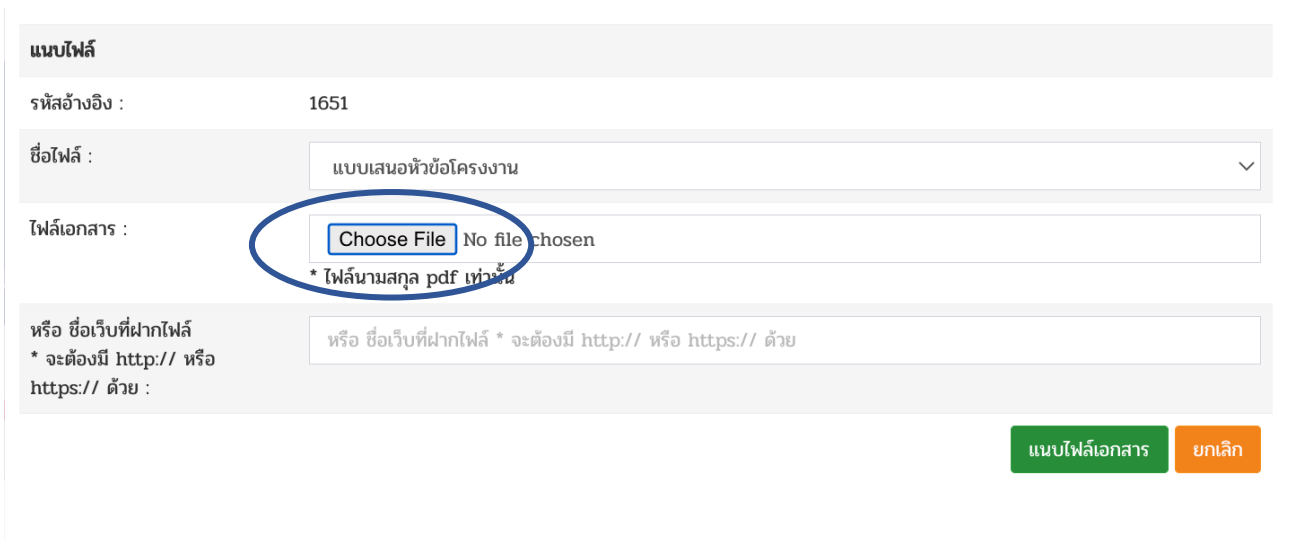 แนบไฟล์
รหัสอ้างอิง : 1651
ชื่อไฟล์ : แบบเสนอหัวข้อโครงงาน
ไฟล์เอกสาร : Choose File No file chosen
* ไฟล์นามสกุล pdf เท่านั้น
หรือ ชื่อเว็บที่ฝากไฟล์
* จะต้องมี http:// หรือ
https:// ด้วย :
หรือ ชื่อเว็บที่ฝากไฟล์ * จะต้องมี http:// หรือ https:// ด้วย
แนบไฟล์เอกสาร ยกเลิก